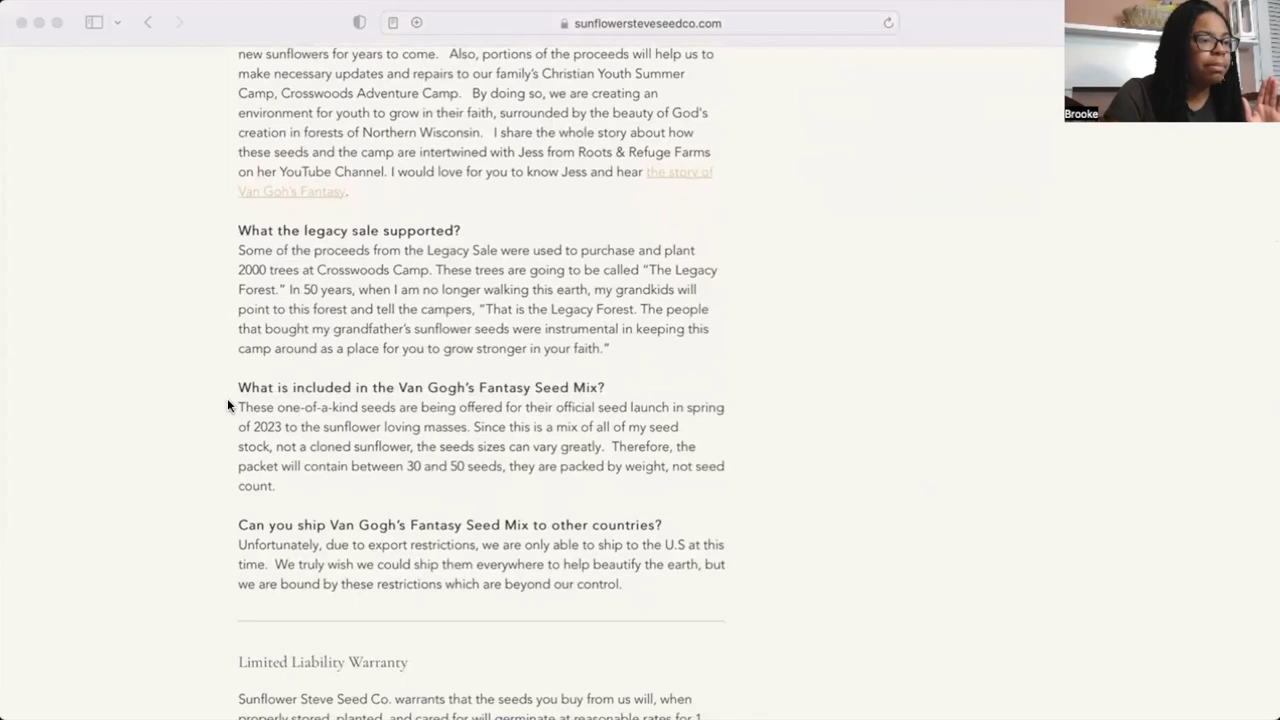 sunflowersteveseedco.com
Brooke
new sunflowers for years to come. Also, portions of the proceeds will help us to
make necessary updates and repairs to our family's Christian Youth Summer
Camp, Crosswoods Adventure Camp. By doing so, we are creating an
environment for youth to grow in their faith, surrounded by the beauty of God's
creation in forests of Northern Wisconsin. I share the whole story about how
these seeds and the camp are intertwined with Jess from Roots & Refuge Farms
on her YouTube Channel. I would love for you to know Jess and hear the story of
Van Goh's Fantasy.
What the legacy sale supported?
Some of the proceeds from the Legacy Sale were used to purchase and plant
2000 trees at Crosswoods Camp. These trees are going to be called “The Legacy
Forest.” In 50 years, when I am no longer walking this earth, my grandkids will
point to this forest and tell the campers, “That is the Legacy Forest. The people
that bought my grandfather's sunflower seeds were instrumental in keeping this
camp around as a place for you to grow stronger in your faith.”
What is included in the Van Gogh's Fantasy Seed Mix?
These one-of-a-kind seeds are being offered for their official seed launch in spring
of 2023 to the sunflower loving masses. Since this is a mix of all of my seed
stock, not a cloned sunflower, the seeds sizes can vary greatly. Therefore, the
packet will contain between 30 and 50 seeds, they are packed by weight, not seed
count.
Can you ship Van Gogh's Fantasy Seed Mix to other countries?
Unfortunately, due to export restrictions, we are only able to ship to the U.S at this
time. We truly wish we could ship them everywhere to help beautify the earth, but
we are bound by these restrictions which are beyond our control.
Limited Liability Warranty
Sunflower Steve Seed Co. warrants that the seeds you buy from us will, when
properly stored, planted, and cared for will germinate at reasonable rates for 1